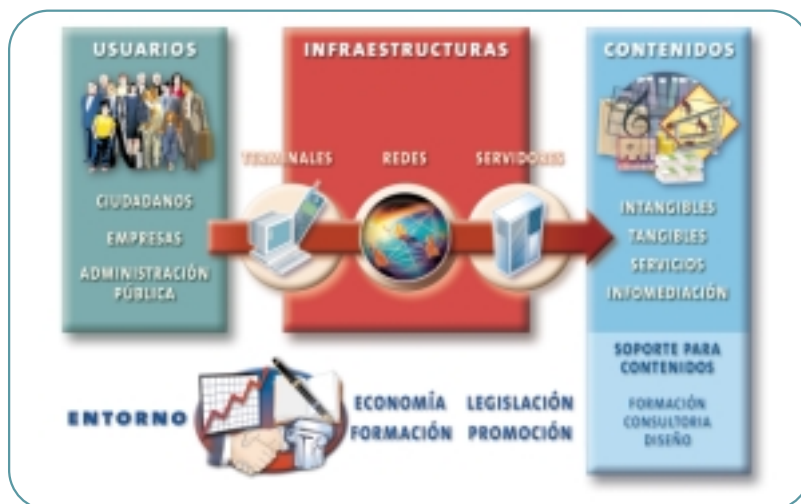 USUARIOS
CIUDADANOS
EMPRESAS
ADMINISTRACIÓN
PÚBLICA
INFRAESTRUCTURAS
TERMINALES REDES SERVIDORES
CONTENIDOS
INTANGIBLES
TANGIBLES
SERVICIOS
INFOMEDIACIÓN
SOPORTE PARA
CONTENIDOS
FORMACIÓN
CONSULTORIA
DISEÑO
ENTORNO
ECONOMÍA LEGISLACIÓN
FORMACIÓN PROMOCIÓN